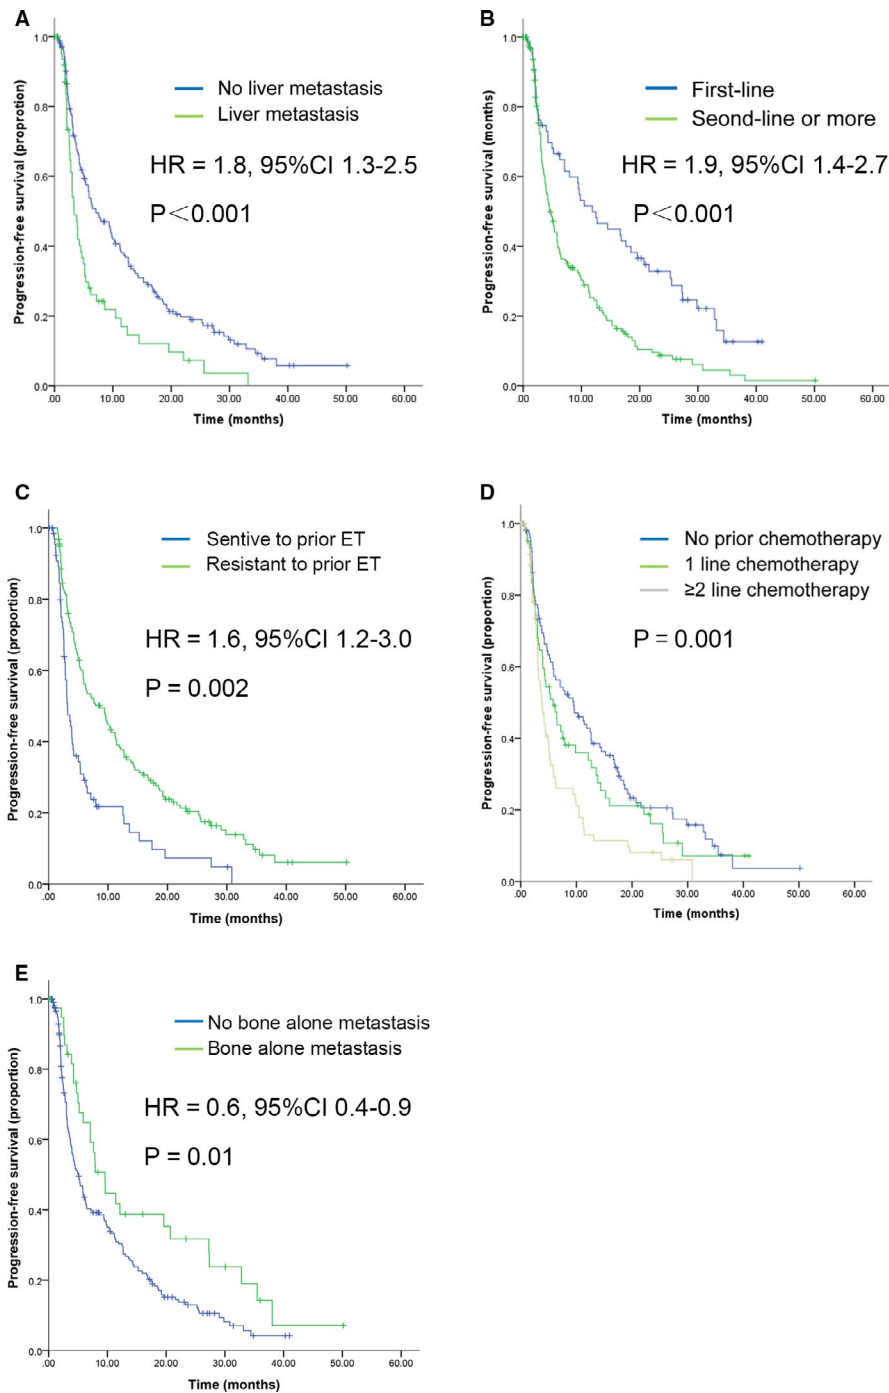 A
Progression-free survival (proprotion)
1.0
0.8
0.6
0.4
0.2
0.0
No liver metastasis
Liver metastasis
HR = 1.8, 95%CI 1.3-2.5
P<0.001
.00 10.00 20.00 30.00 40.00 50.00 60.00
Time (months)
B
Progression-free survival (months)
1.0
0.8
0.6
0.4
0.2
0.0
First-line
Seond-line or more
HR = 1.9, 95%CI 1.4-2.7
P<0.001
.00 10.00 20.00 30.00 40.00 50.00 60.00
Time (months)
C
Progression-free survival (proportion)
1.0
0.8
0.6
0.4
0.2
0.0
Sentive to prior ET
Resistant to prior ET
HR = 1.6, 95%CI 1.2-3.0
P = 0.002
.00 10.00 20.00 30.00 40.00 50.00 60.00
Time (months)
D
Progression-free survival (proportion)
1.0
0.8
0.6
0.4
0.2
0.0
No prior chemotherapy
1 line chemotherapy
≥2 line chemotherapy
P = 0.001
.00 10.00 20.00 30.00 40.00 50.00 60.00
Time (months)
E
Progression-free survival (proportion)
1.0
0.8
0.6
0.4
0.2
0.0
No bone alone metastasis
Bone alone metastasis
HR = 0.6, 95%CI 0.4-0.9
P = 0.01
.00 10.00 20.00 30.00 40.00 50.00 60.00
Time (months)